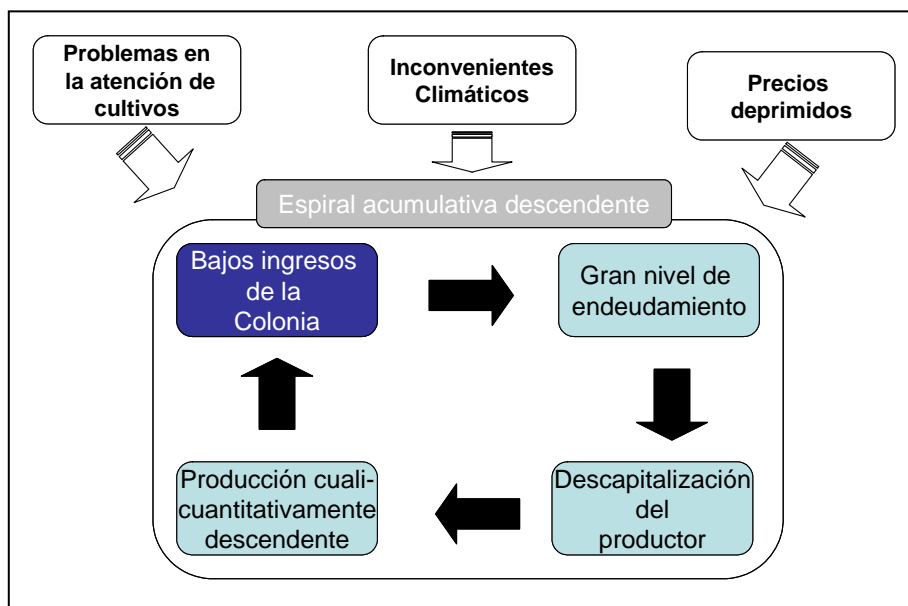 Problemas en
la atención de
cultivos
Inconvenientes
Climáticos
Precios
deprimidos
Espiral acumulativa descendente
Bajos ingresos
de la
Colonia
Gran nivel de
endeudamiento
Producción cuali-
cuantitativamente
descendente
Descapitalización
del
productor